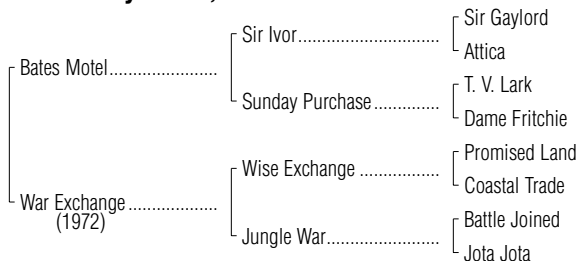 Sir Gaylord
Sir Ivor
Attica
Bates Motel
T. V. Lark
Sunday Purchase
Dame Fritchie
Promised Land
Wise Exchange
Coastal Trade
War Exchange
(1972)
Battle Joined
Jungle War
Jota Jota